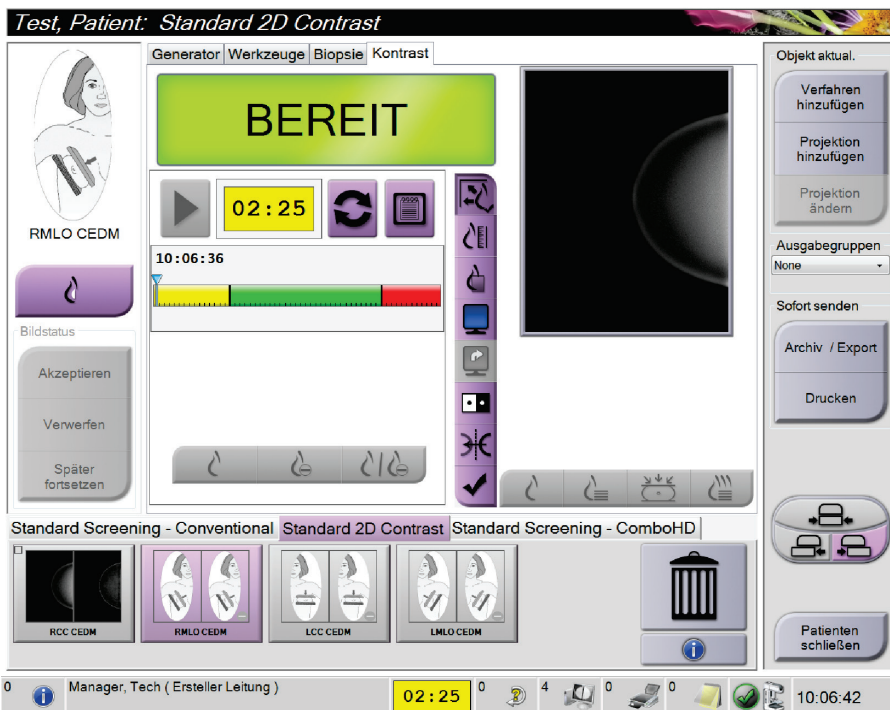 Test, Patient: Standard 2D Contrast
RMLO CEDM
Bildstatus
Akzeptieren
Verwerfen
Später
fortsetzen
Generator Werkzeuge Biopsie Kontrast
BEREIT
02:25
10:06:36
Objekt aktual.
Verfahren
hinzufügen
Projektion
hinzufügen
Projektion
ändern
Ausgabegruppen
None
Sofort senden
Archiv / Export
Drucken
Patienten
schließen
Standard Screening - Conventional Standard 2D Contrast Standard Screening - ComboHD
RCC CEDM
RMLO CEDM
LCC CEDM
LMLO CEDM
0 Manager, Tech ( Ersteller Leitung ) 02:25 0 4 0 0 10:06:42